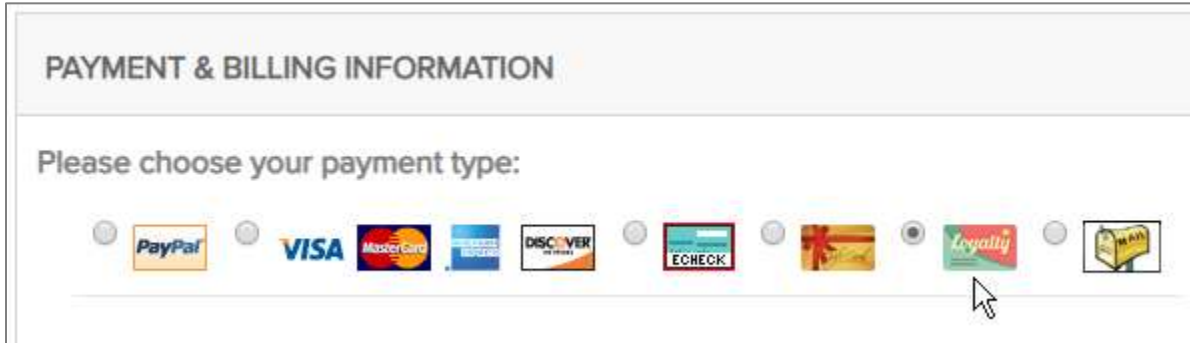 PAYMENT & BILLING INFORMATION
Please choose your payment type:
PayPal VISA MasterCard DISCOVER ECHECK Loyalty MAIL